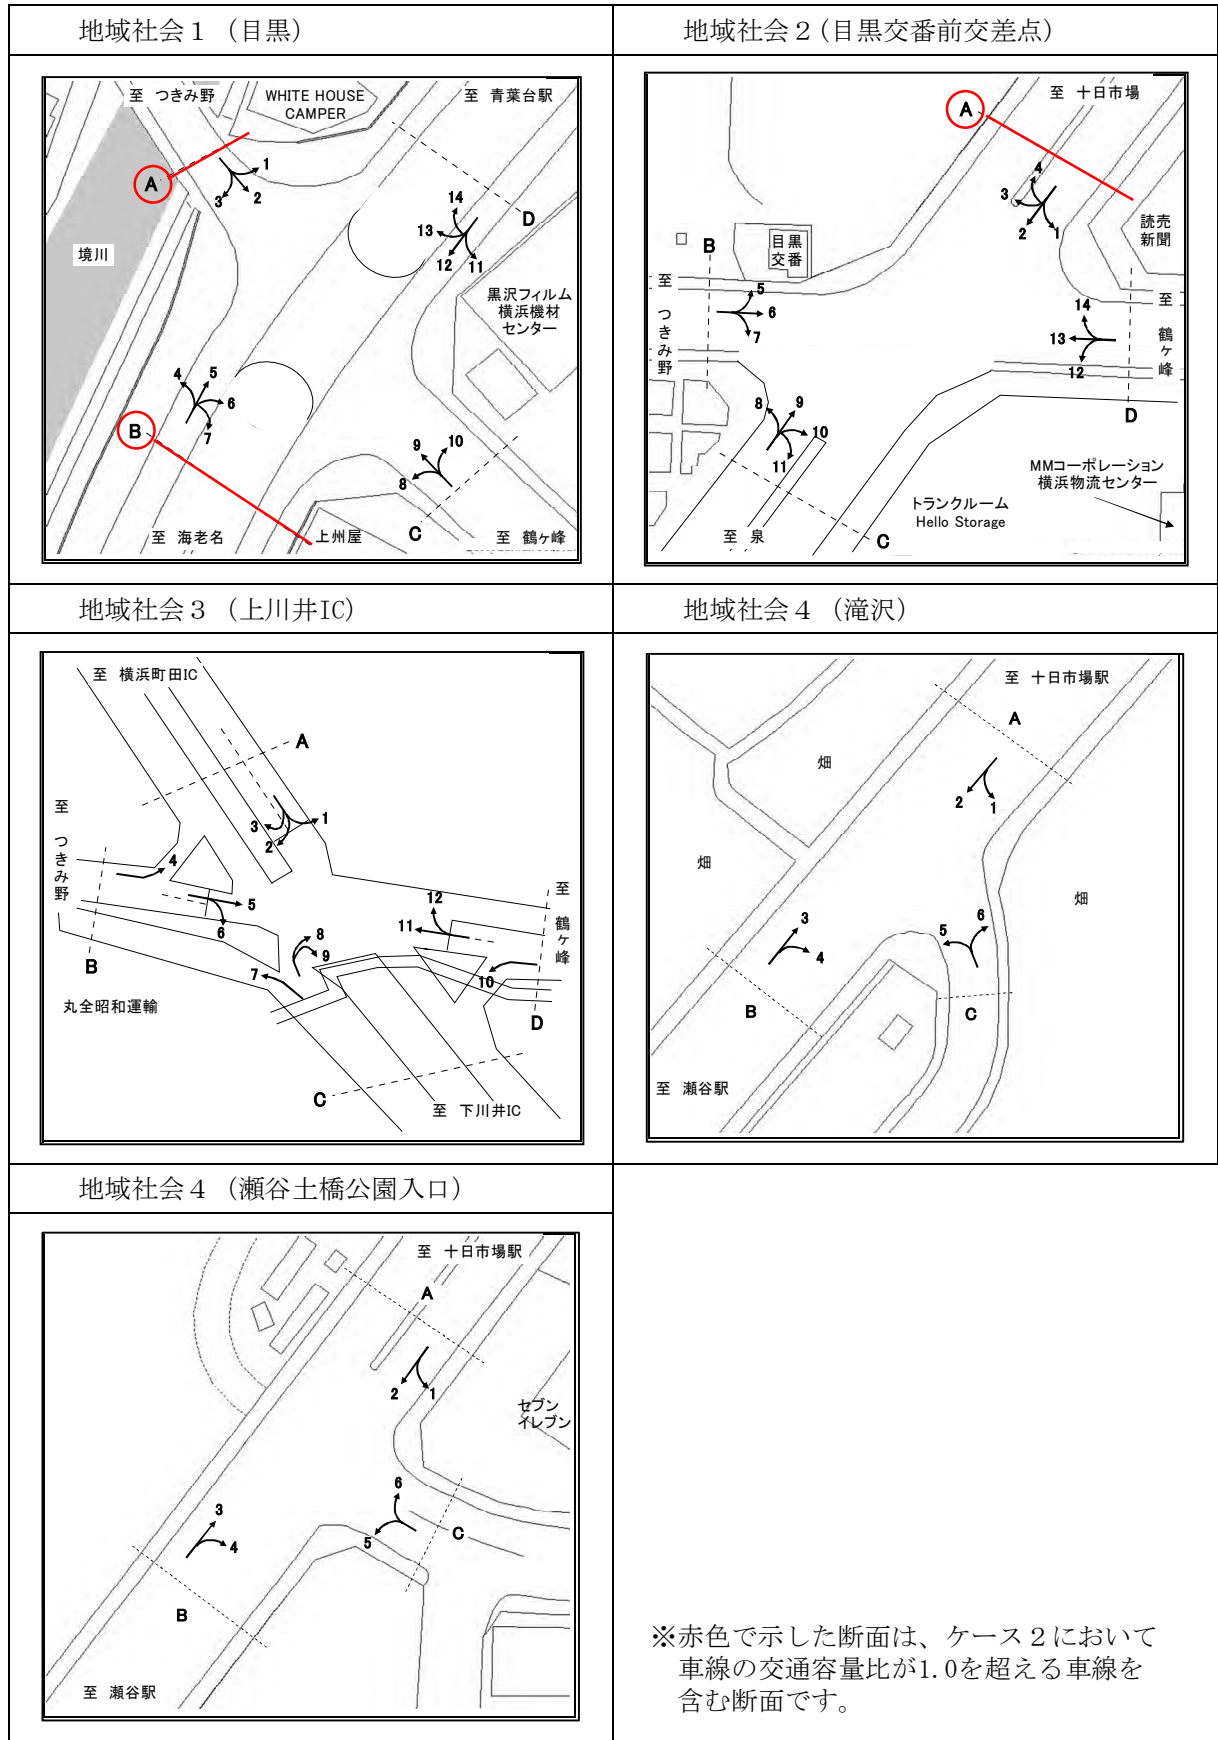 地域社会１（目黒）
至 つきみ野
WHITE HOUSE
CAMPER
至 青葉台駅
A
1
2
3
14
13
12
11
D
境川
黒沢フィルム
横浜機材
センター
4
5
6
7
B
9
10
8
C
至 海老名
上州屋
至 鶴ヶ峰
地域社会２（目黒交番前交差点）
A
至 十日市場
4
3
2
1
読売
新聞
目黒
交番
B
至 つきみ野
5
6
7
14
13
12
至 鶴ヶ峰
D
8
9
10
11
MMコーポレーション
横浜物流センター
トランクルーム
Hello Storage
至 泉
C
地域社会３（上川井IC）
至 横浜町田IC
A
1
2
3
至 つきみ野
4
5
6
B
7
8
9
12
11
10
至 鶴ヶ峰
D
丸全昭和運輸
C
至 下川井IC
地域社会４（滝沢）
至 十日市場駅
A
畑
2
1
畑
畑
3
4
5
6
B
C
至 瀬谷駅
地域社会４（瀬谷土橋公園入口）
至 十日市場駅
A
2
1
セブン
イレブン
3
4
6
5
C
B
至 瀬谷駅
※赤色で示した断面は、ケース２において
車線の交通容量比が1.0を超える車線を
含む断面です。